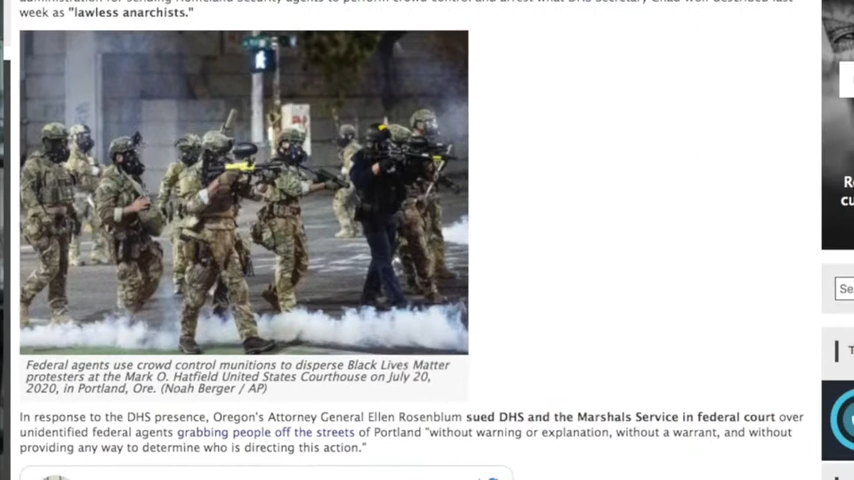 week as "lawless anarchists."
Federal agents use crowd control munitions to disperse Black Lives Matter
protesters at the Mark O. Hatfield United States Courthouse on July 20,
2020, in Portland, Ore. (Noah Berger / AP)
In response to the DHS presence, Oregon's Attorney General Ellen Rosenblum sued DHS and the Marshals Service in federal court over
unidentified federal agents grabbing people off the streets of Portland "without warning or explanation, without a warrant, and without
providing any way to determine who is directing this action."
R
cu
Se
T